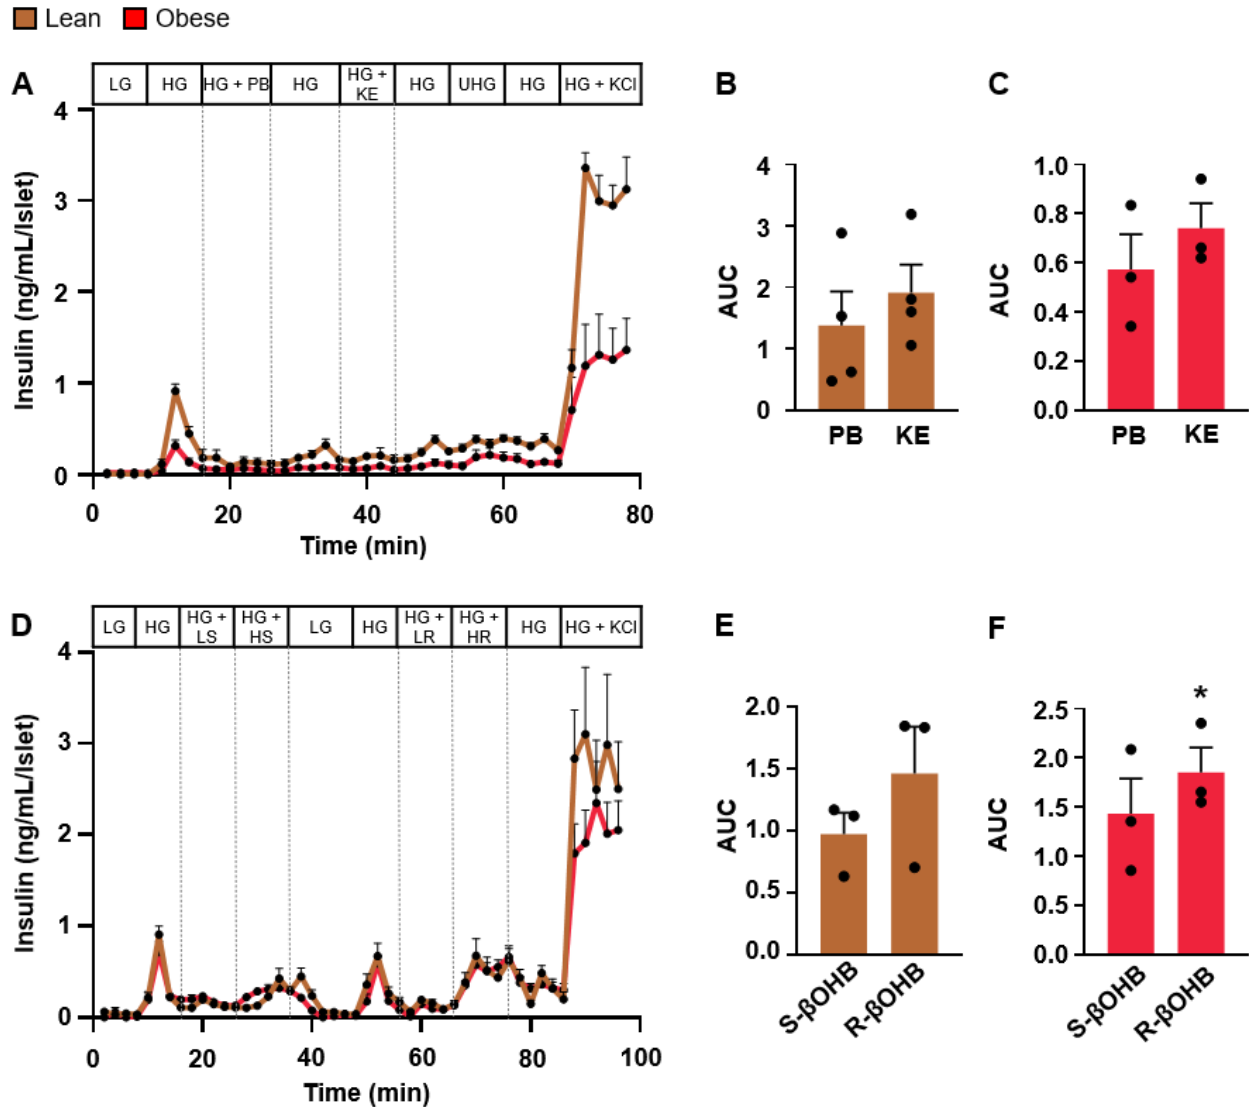 Lean Obese
A
LG HG HG + PB HG HG + KE HG UHG HG HG + KCl
Insulin (ng/mL/Islet)
4
3
2
1
0
0 20 40 60 80
Time (min)
B
AUC
4
3
2
1
0
PB KE
C
AUC
1.0
0.8
0.6
0.4
0.2
0.0
PB KE
D
LG HG HG + LS HG + HS LG HG HG + LR HG + HR HG HG + KCl
Insulin (ng/mL/Islet)
4
3
2
1
0
0 20 40 60 80 100
Time (min)
E
AUC
2.0
1.5
1.0
0.5
0.0
S-βOHB R-βOHB
F
AUC
2.5
2.0
1.5
1.0
0.5
0.0
*
S-βOHB R-βOHB